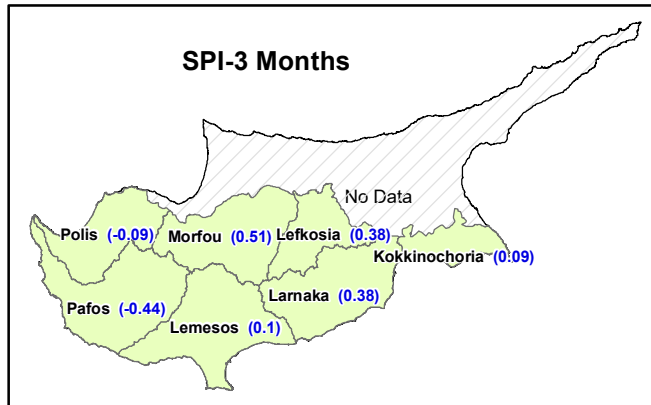 SPI-3 Months
No Data
Polis (-0.09)
Morfou (0.51)
Lefkosia (0.38)
Kokkinochoria (0.09)
Pafos (-0.44)
Larnaka (0.38)
Lemesos (0.1)